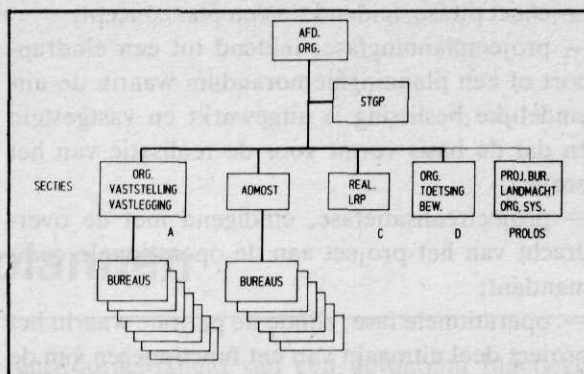 AFD.
ORG.
STGP
SECTIES
ORG.
VASTSTELLING
VASTLEGGING
ADMOST
REAL.
LRP
ORG.
TOETSING
BEW.
PROJ. BUR.
LANDMACHT
ORG. SYS.
A
C
D
PROLDS
BUREAUS
BUREAUS